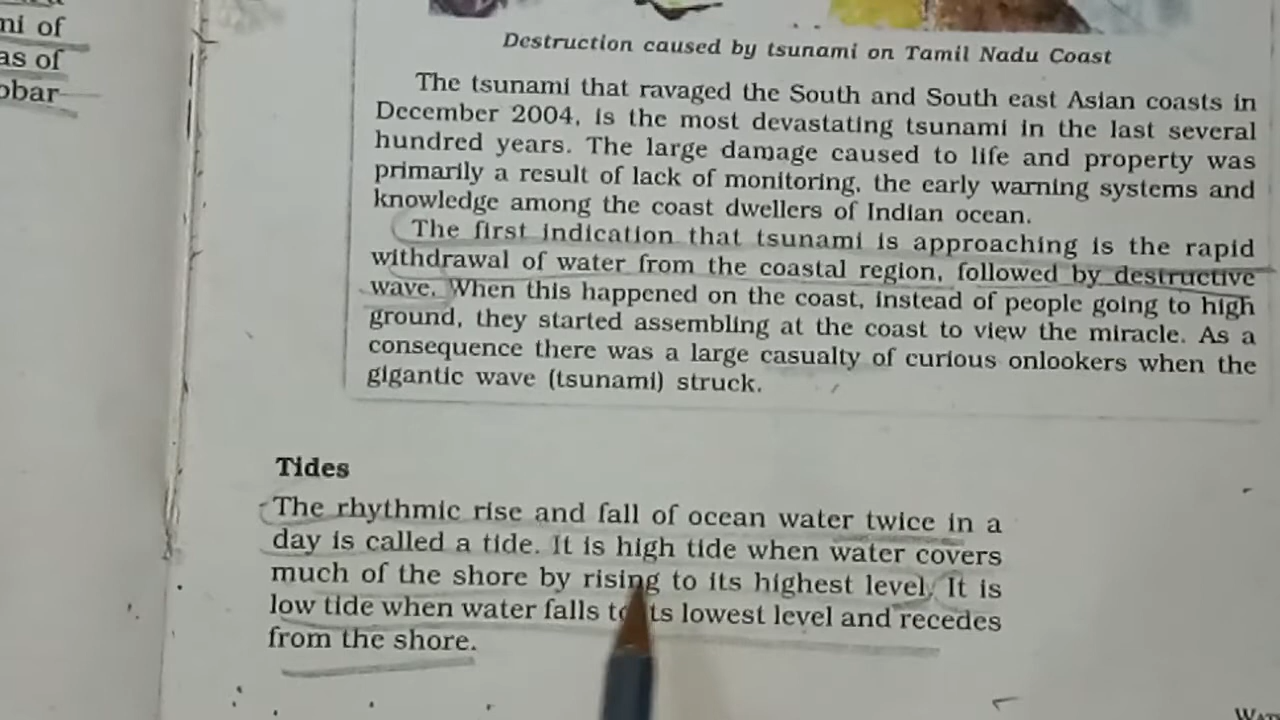 ni of
as of
obar
Destruction caused by tsunami on Tamil Nadu Coast
The tsunami that ravaged the South and South east Asian coasts in
December 2004, is the most devastating tsunami in the last several
hundred years. The large damage caused to life and property was
primarily a result of lack of monitoring, the early warning systems and
knowledge among the coast dwellers of Indian ocean.
The first indication that tsunami is approaching is the rapid
withdrawal of water from the coastal region, followed by destructive
wave. When this happened on the coast, instead of people going to high
ground, they started assembling at the coast to view the miracle. As a
consequence there was a large casualty of curious onlookers when the
gigantic wave (tsunami) struck.
Tides
The rhythmic rise and fall of ocean water twice in a
day is called a tide. It is high tide when water covers
much of the shore by rising to its highest level. It is
low tide when water falls to its lowest level and recedes
from the shore.